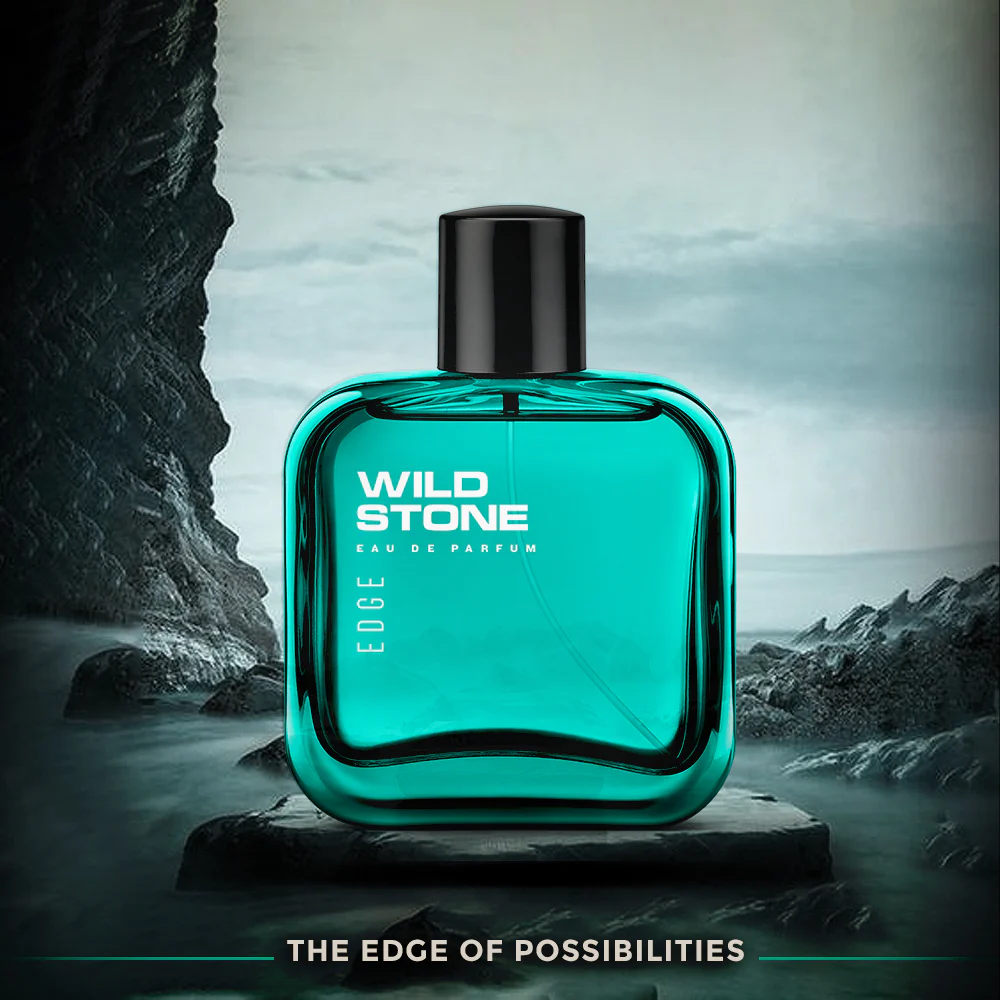 WILD
STONE
EAU DE PARFUM
EDGE
THE EDGE OF POSSIBILITIES